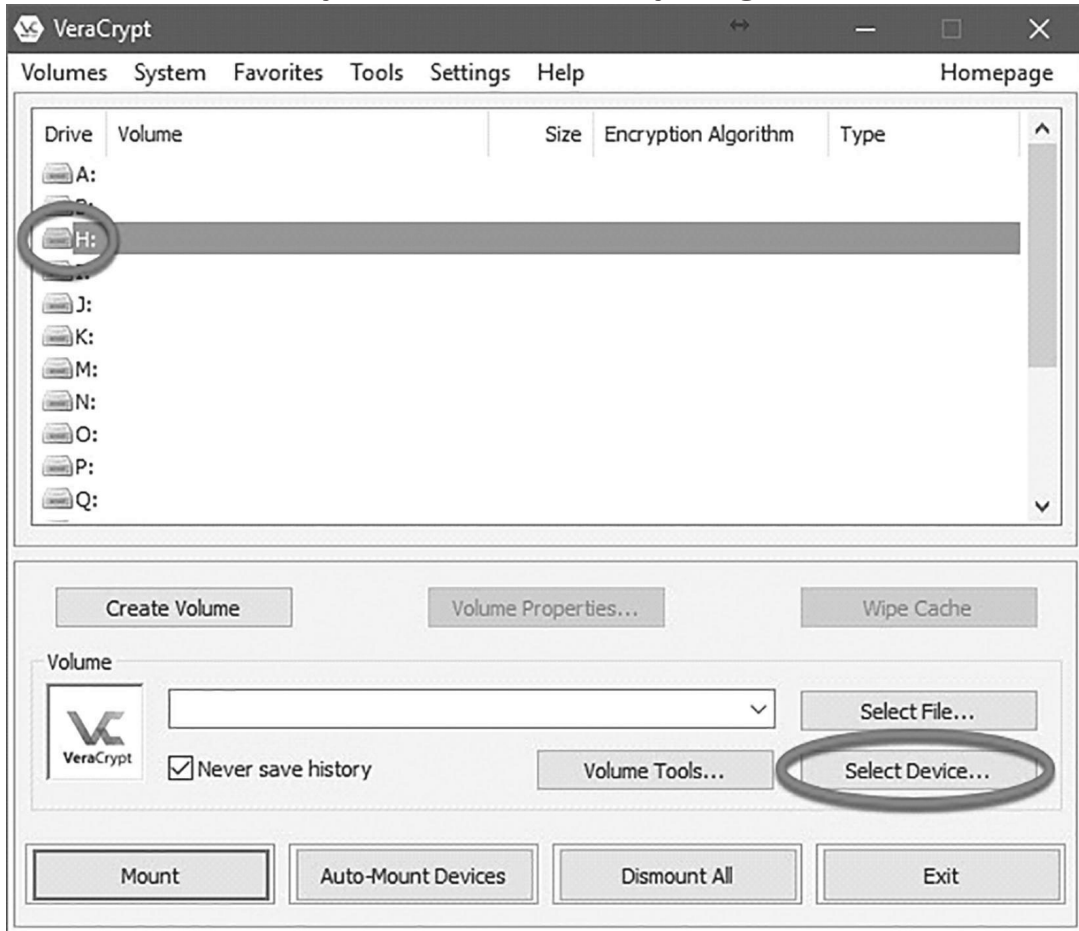 VeraCrypt
Volumes System Favorites Tools Settings Help Homepage
Drive Volume Size Encryption Algorithm Type
A:
H:
J:
K:
M:
N:
O:
P:
Q:
Create Volume Volume Properties... Wipe Cache
Volume
Select File...
VeraCrypt
Never save history Volume Tools... Select Device...
Mount Auto-Mount Devices Dismount All Exit